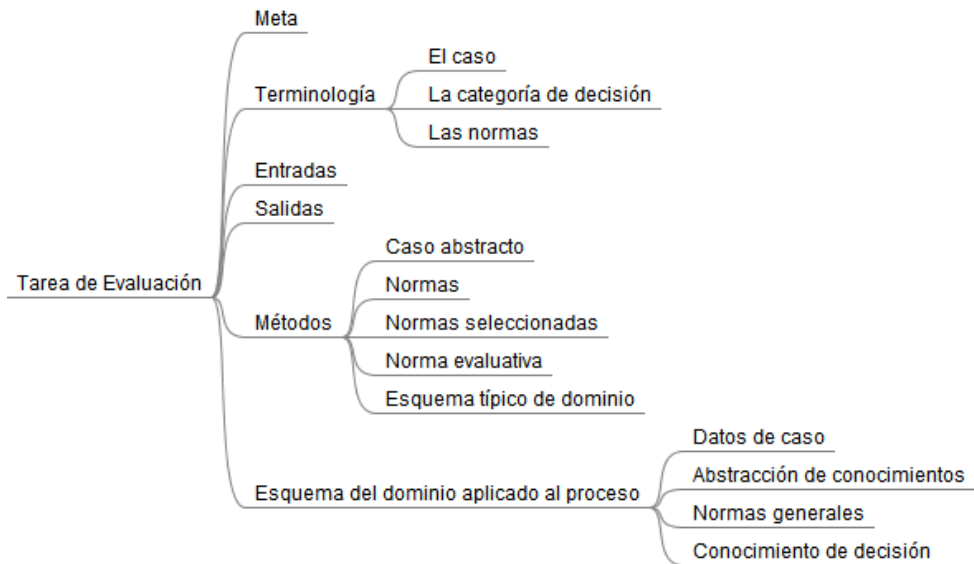 Meta
Terminología
El caso
La categoría de decisión
Las normas
Entradas
Salidas
Tarea de Evaluación
Métodos
Caso abstracto
Normas
Normas seleccionadas
Norma evaluativa
Esquema típico de dominio
Esquema del dominio aplicado al proceso
Datos de caso
Abstracción de conocimientos
Normas generales
Conocimiento de decisión